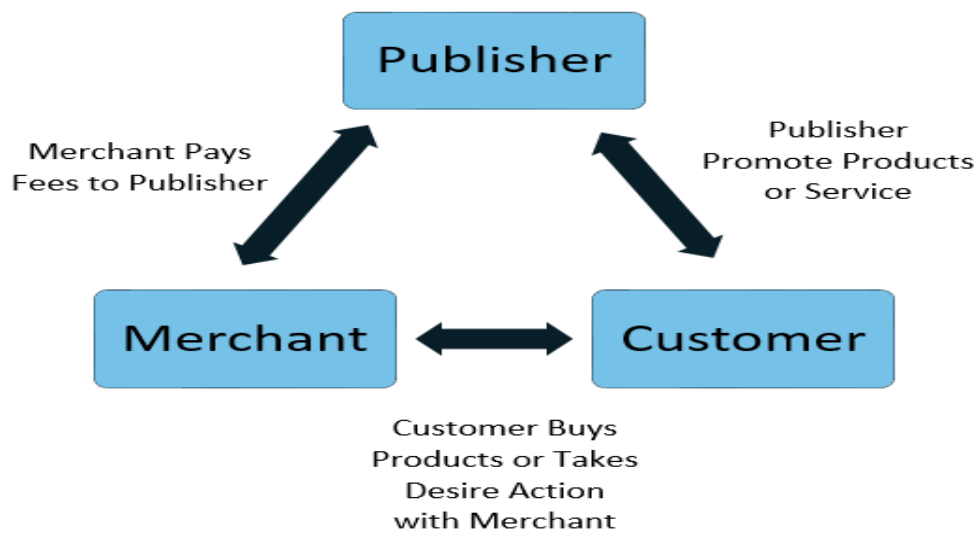 Publisher
Merchant Pays
Fees to Publisher
Publisher
Promote Products
or Service
Merchant
Customer
Customer Buys
Products or Takes
Desire Action
with Merchant